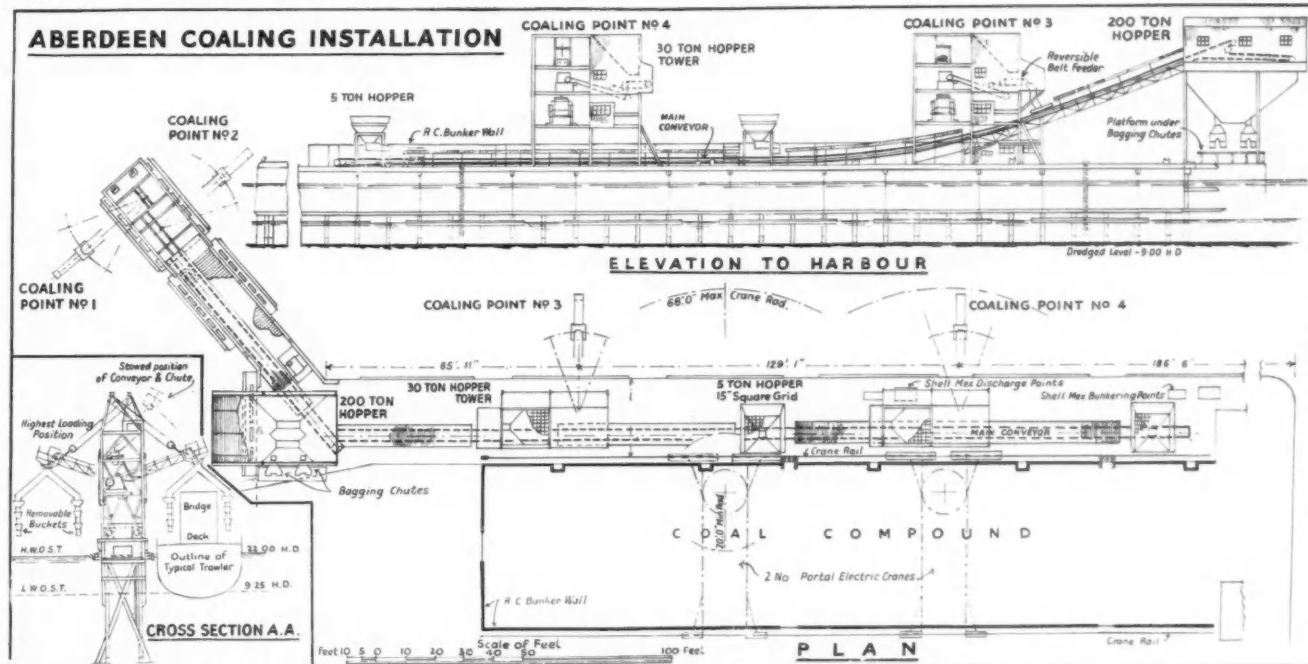 ABERDEEN COALING INSTALLATION
COALING POINT Nº 4
COALING POINT Nº 3
200 TON
HOPPER
30 TON HOPPER
TOWER
Reversible
Belt Feeder
5 TON HOPPER
COALING
POINT Nº2
R.C. Bunker Wall
MAIN
CONVEYOR
Platform under
Bagging Chutes
Dredged Level - 9·00 H.D
ELEVATION TO HARBOUR
COALING
POINT Nº 1
COALING POINT Nº 3
68'.0" Max Crane Rad.
COALING POINT Nº 4
85'. 11"
129'. 1"
186' 6"
Stowed position
of Conveyor & Chute
30 TON HOPPER
TOWER
5 TON HOPPER
15" Square Grid
Shell Mex Discharge Points
Shell Mex Bunkering Points
200 TON
HOPPER
Highest Loading
Position
MAIN CONVEYOR
Crane Rail
Bagging Chutes
Removable
Buckets
Bridge
Deck
20'.0" Min Rad
COAL COMPOUND
H.W.O.S.T.
Outline of
Typical Trawler
22·00 H.D.
2 No Portal Electric Cranes
L.W.O.S.T.
9·25 H.D.
R C Bunker Wall
CROSS SECTION A.A.
Scale of Feet
Feet 10 5 0 10 20 30 40 50 100 Feet
PLAN
Crane Rail